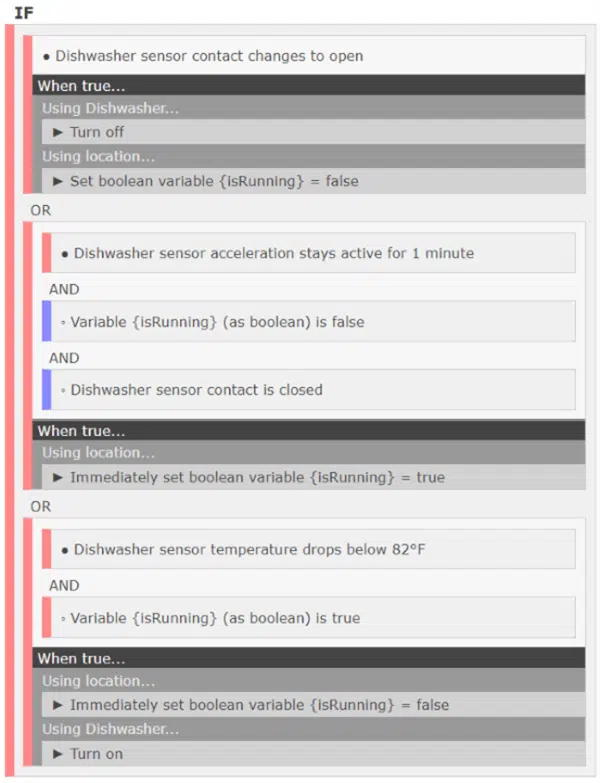 IF
● Dishwasher sensor contact changes to open
When true...
Using Dishwasher...
► Turn off
Using location...
► Set boolean variable {isRunning} = false
OR
● Dishwasher sensor acceleration stays active for 1 minute
AND
◦ Variable {isRunning} (as boolean) is false
AND
◦ Dishwasher sensor contact is closed
When true...
Using location...
► Immediately set boolean variable {isRunning} = true
OR
● Dishwasher sensor temperature drops below 82°F
AND
◦ Variable {isRunning} (as boolean) is true
When true...
Using location...
► Immediately set boolean variable {isRunning} = false
Using Dishwasher...
► Turn on